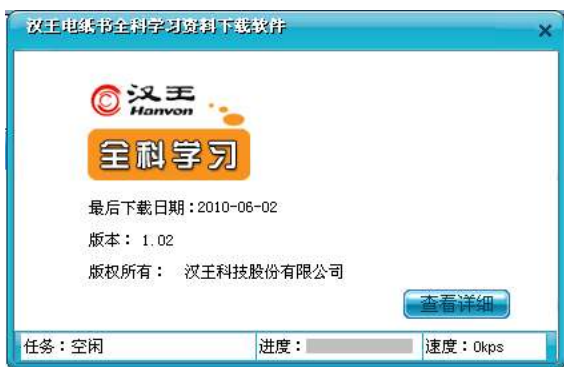 汉王电纸书全科学习资料下载软件
汉王
Hanvon
全科学习
最后下载日期：2010-06-02
版本： 1.02
版权所有： 汉王科技股份有限公司
查看详细
任务：空闲 进度： 速度：0kps